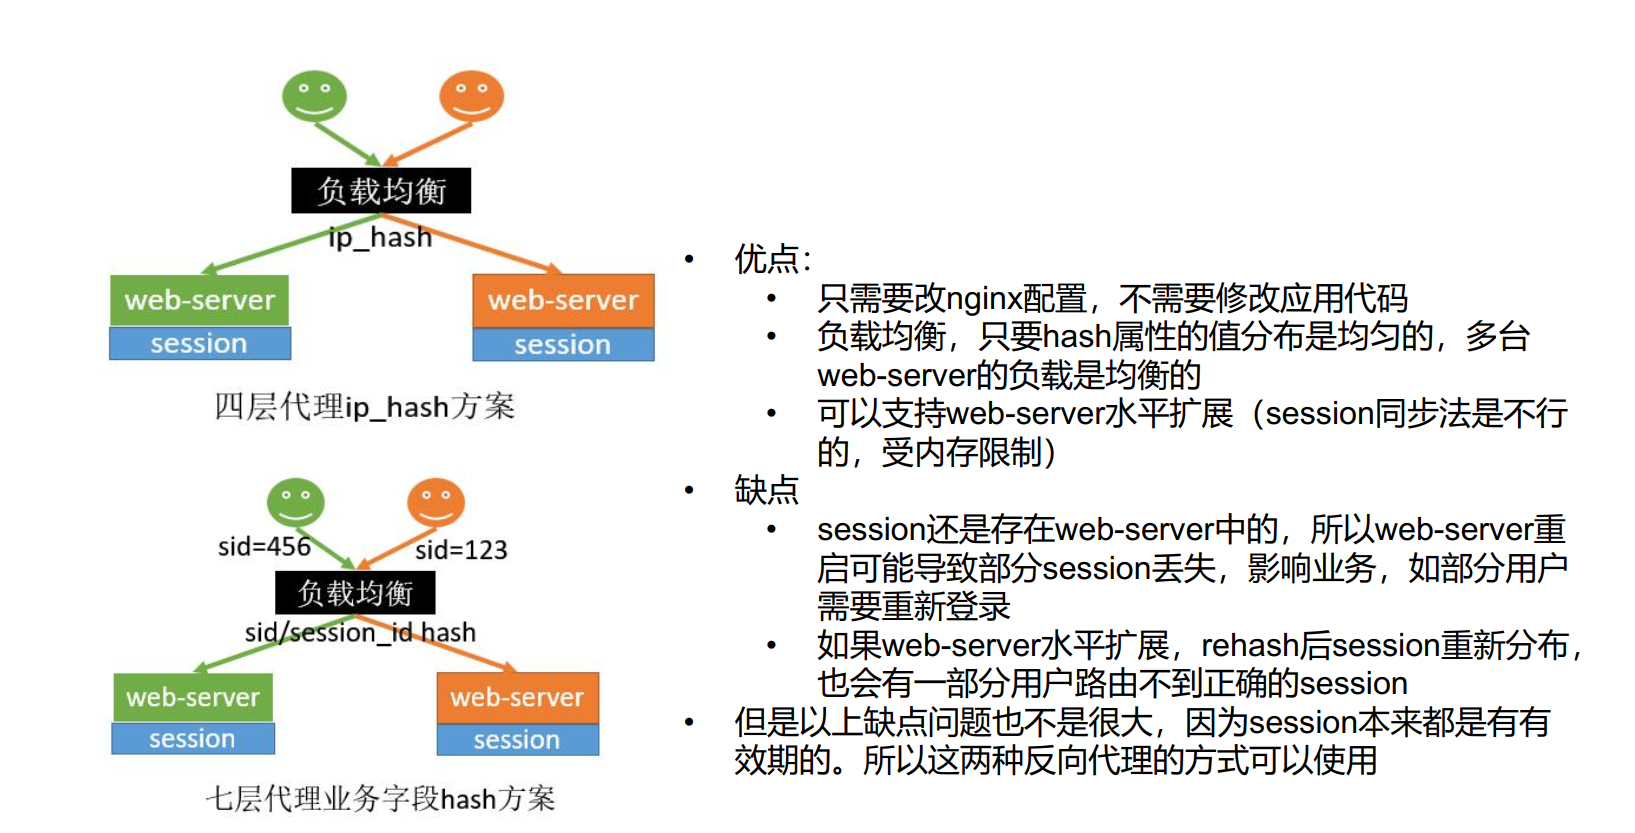 负载均衡
ip_hash
web-server
web-server
session
session
四层代理ip_hash方案
sid=456
sid=123
负载均衡
sid/session_id hash
web-server
web-server
session
session
七层代理业务字段hash方案
• 优点：
• 只需要改nginx配置，不需要修改应用代码
• 负载均衡，只要hash属性的值分布是均匀的，多台
web-server的负载是均衡的
• 可以支持web-server水平扩展（session同步法是不行
的，受内存限制）
• 缺点
• session还是存在web-server中的，所以web-server重
启可能导致部分session丢失，影响业务，如部分用户
需要重新登录
• 如果web-server水平扩展，rehash后session重新分布，
也会有一部分用户路由不到正确的session
• 但是以上缺点问题也不是很大，因为session本来都是有有
效期的。所以这两种反向代理的方式可以使用